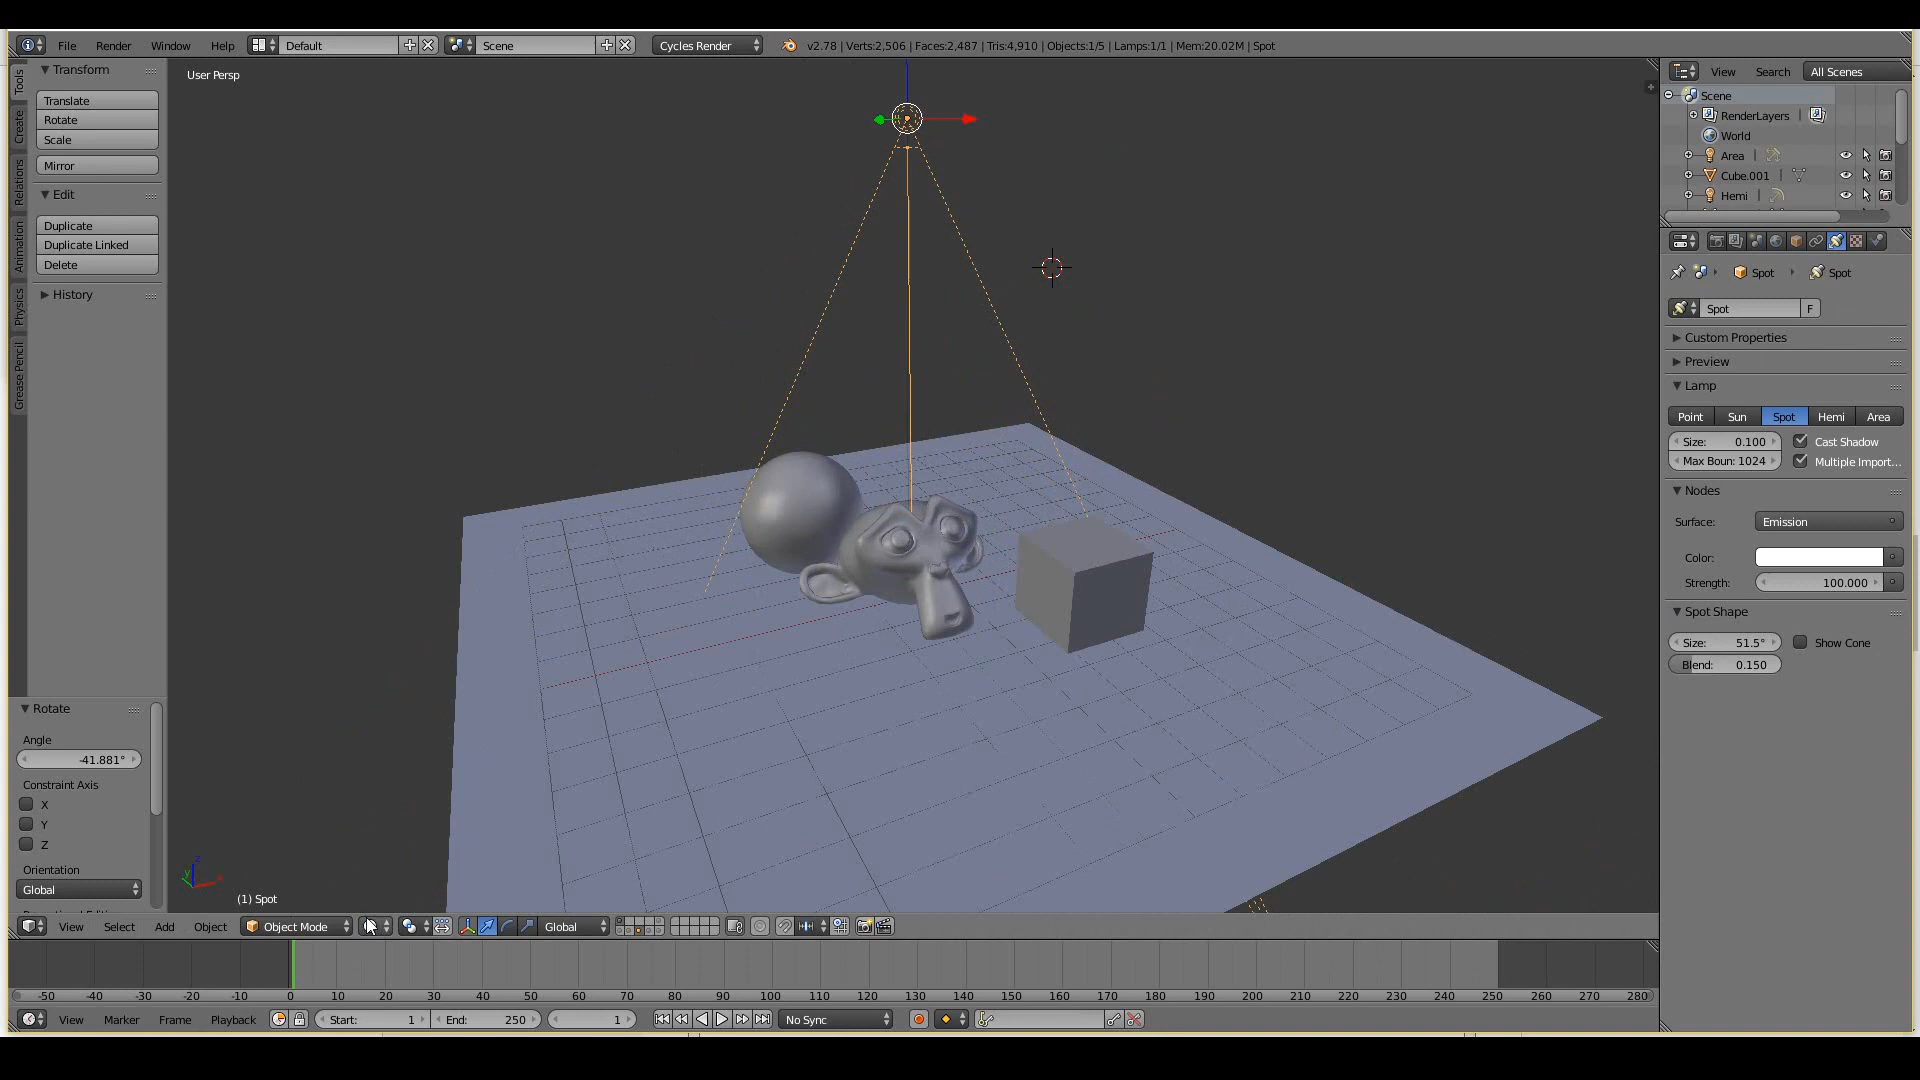 File Render Window Help Default Scene Cycles Render v2.78 | Verts:2,506 | Faces:2,487 | Tris:4,910 | Objects:1/5 | Lamps:1/1 | Mem:20.02M | Spot
Tools
Create
Relations
Animation
Physics
Grease Pencil
Transform
Translate
Rotate
Scale
Mirror
Edit
Duplicate
Duplicate Linked
Delete
History
Rotate
Angle
-41.881°
Constraint Axis
X
Y
Z
Orientation
Global
User Persp
z
y
(1) Spot
View Select Add Object Object Mode Global
-50 -40 -30 -20 -10 0 10 20 30 40 50 60 70 80 90 100 110 120 130 140 150 160 170 180 190 200 210 220 230 240 250 260 270 280
View Marker Frame Playback Start: 1 End: 250 1 No Sync
View Search All Scenes
Scene
RenderLayers |
World
Area |
Cube.001 |
Hemi |
Spot Spot
Spot F
Custom Properties
Preview
Lamp
Point Sun Spot Hemi Area
Size: 0.100 Cast Shadow
Max Boun: 1024 Multiple Import...
Nodes
Surface: Emission
Color:
Strength: 100.000
Spot Shape
Size: 51.5° Show Cone
Blend: 0.150